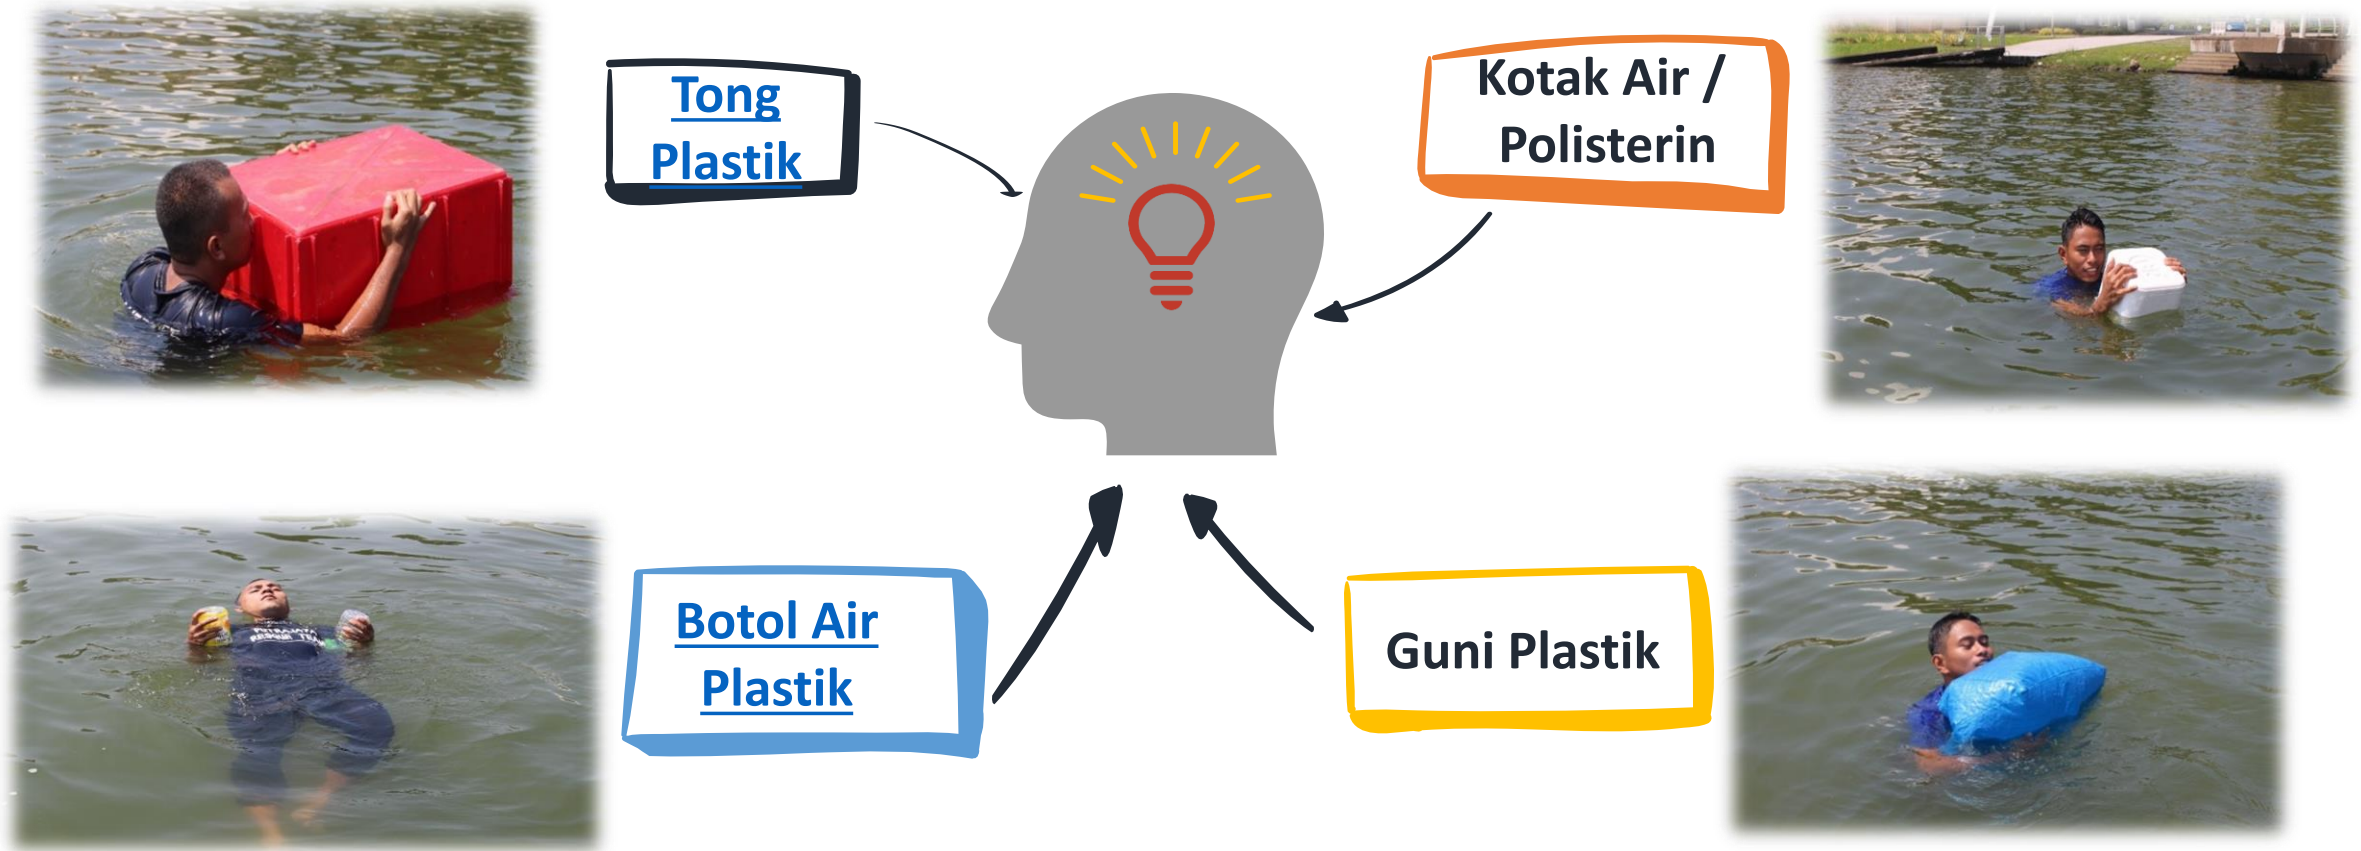 Tong
Plastik
Kotak Air /
Polisterin
Botol Air
Plastik
Guni Plastik